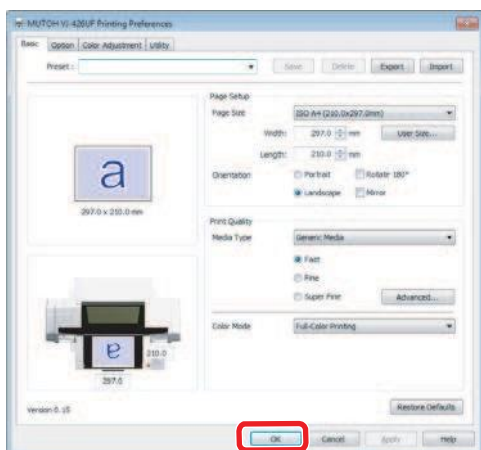 MUTOH VJ-426UF Printing Preferences
Basic Option Color Adjustment Utility
Preset : Save Delete Export Import
Page Setup
Page Size ISO A4 (210.0x297.0mm)
Width: 297.0 mm User Size...
Length: 210.0 mm
Orientation Portrait Rotate 180°
Landscape Mirror
a
297.0 x 210.0 mm
Print Quality
Media Type Generic Media
Fast
Fine
Super Fine Advanced...
Color Mode Full-Color Printing
a
210.0
297.0
Version 0.15 Restore Defaults
OK Cancel Apply Help